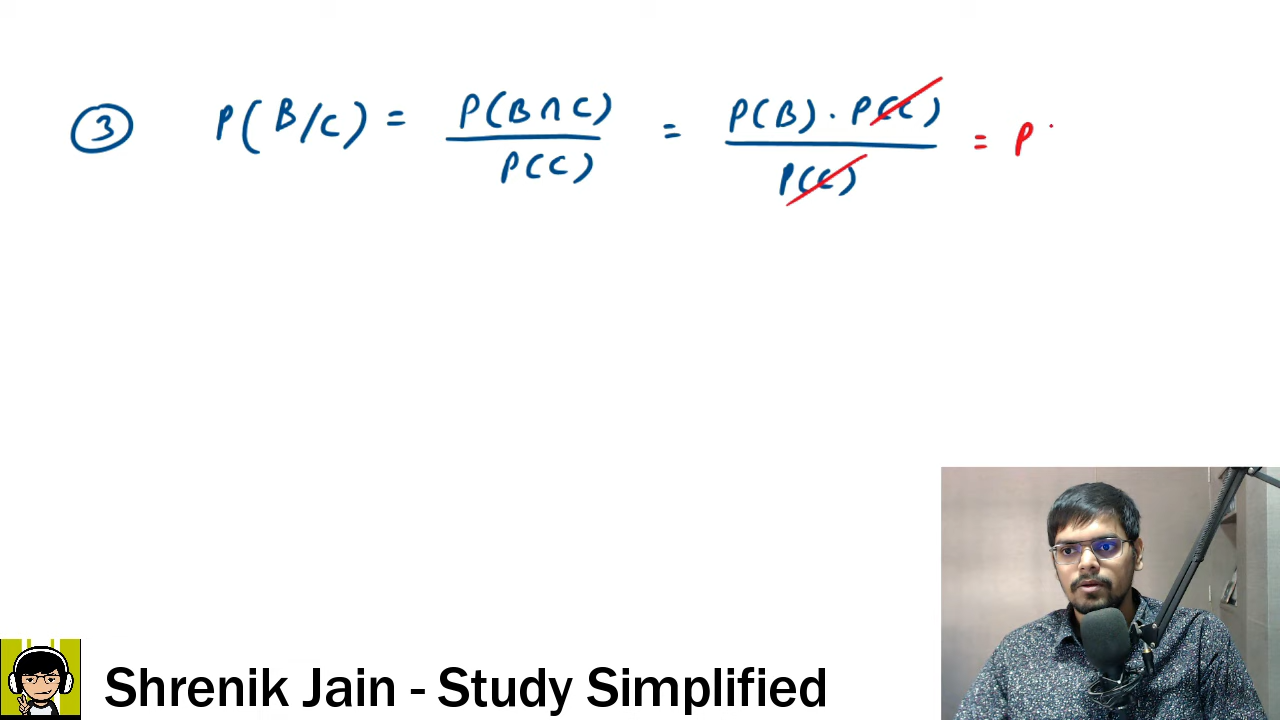 ③ P(B/C) = P(B∩C) / P(C) = P(B) · P(C) / P(C) = P
Shrenik Jain - Study Simplified